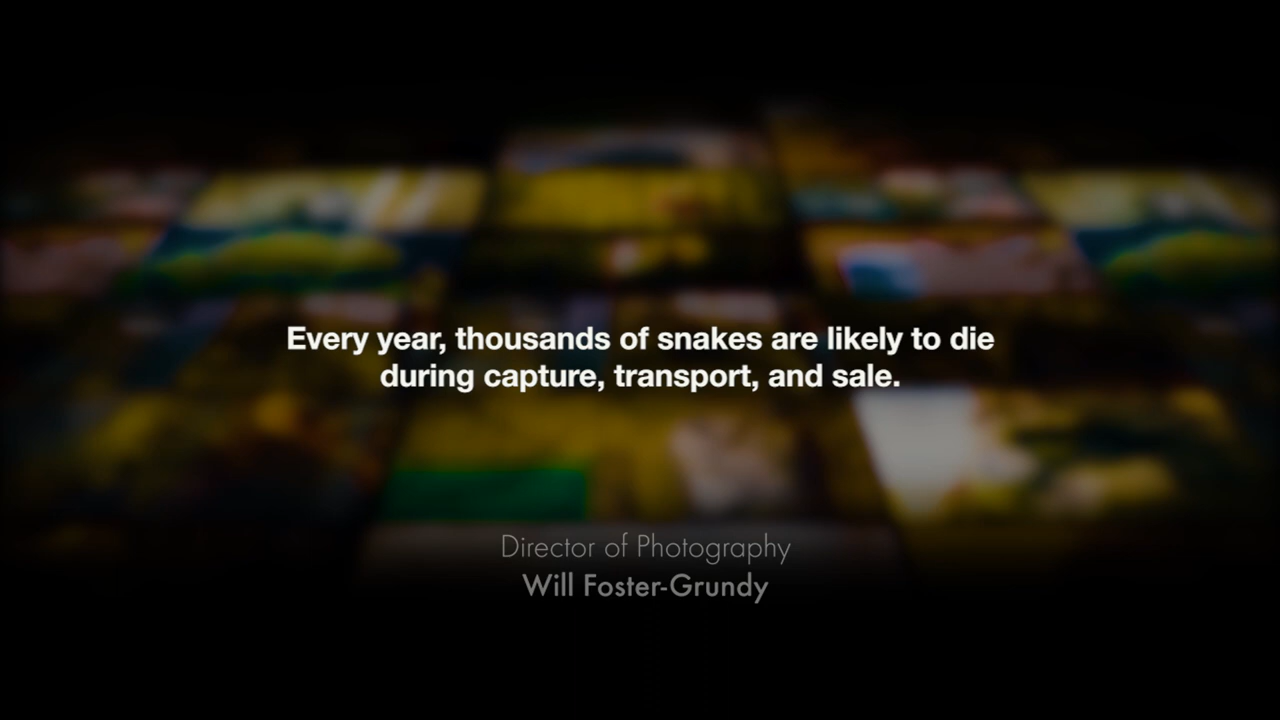 Every year, thousands of snakes are likely to die
during capture, transport, and sale.
Director of Photography
Will Foster-Grundy